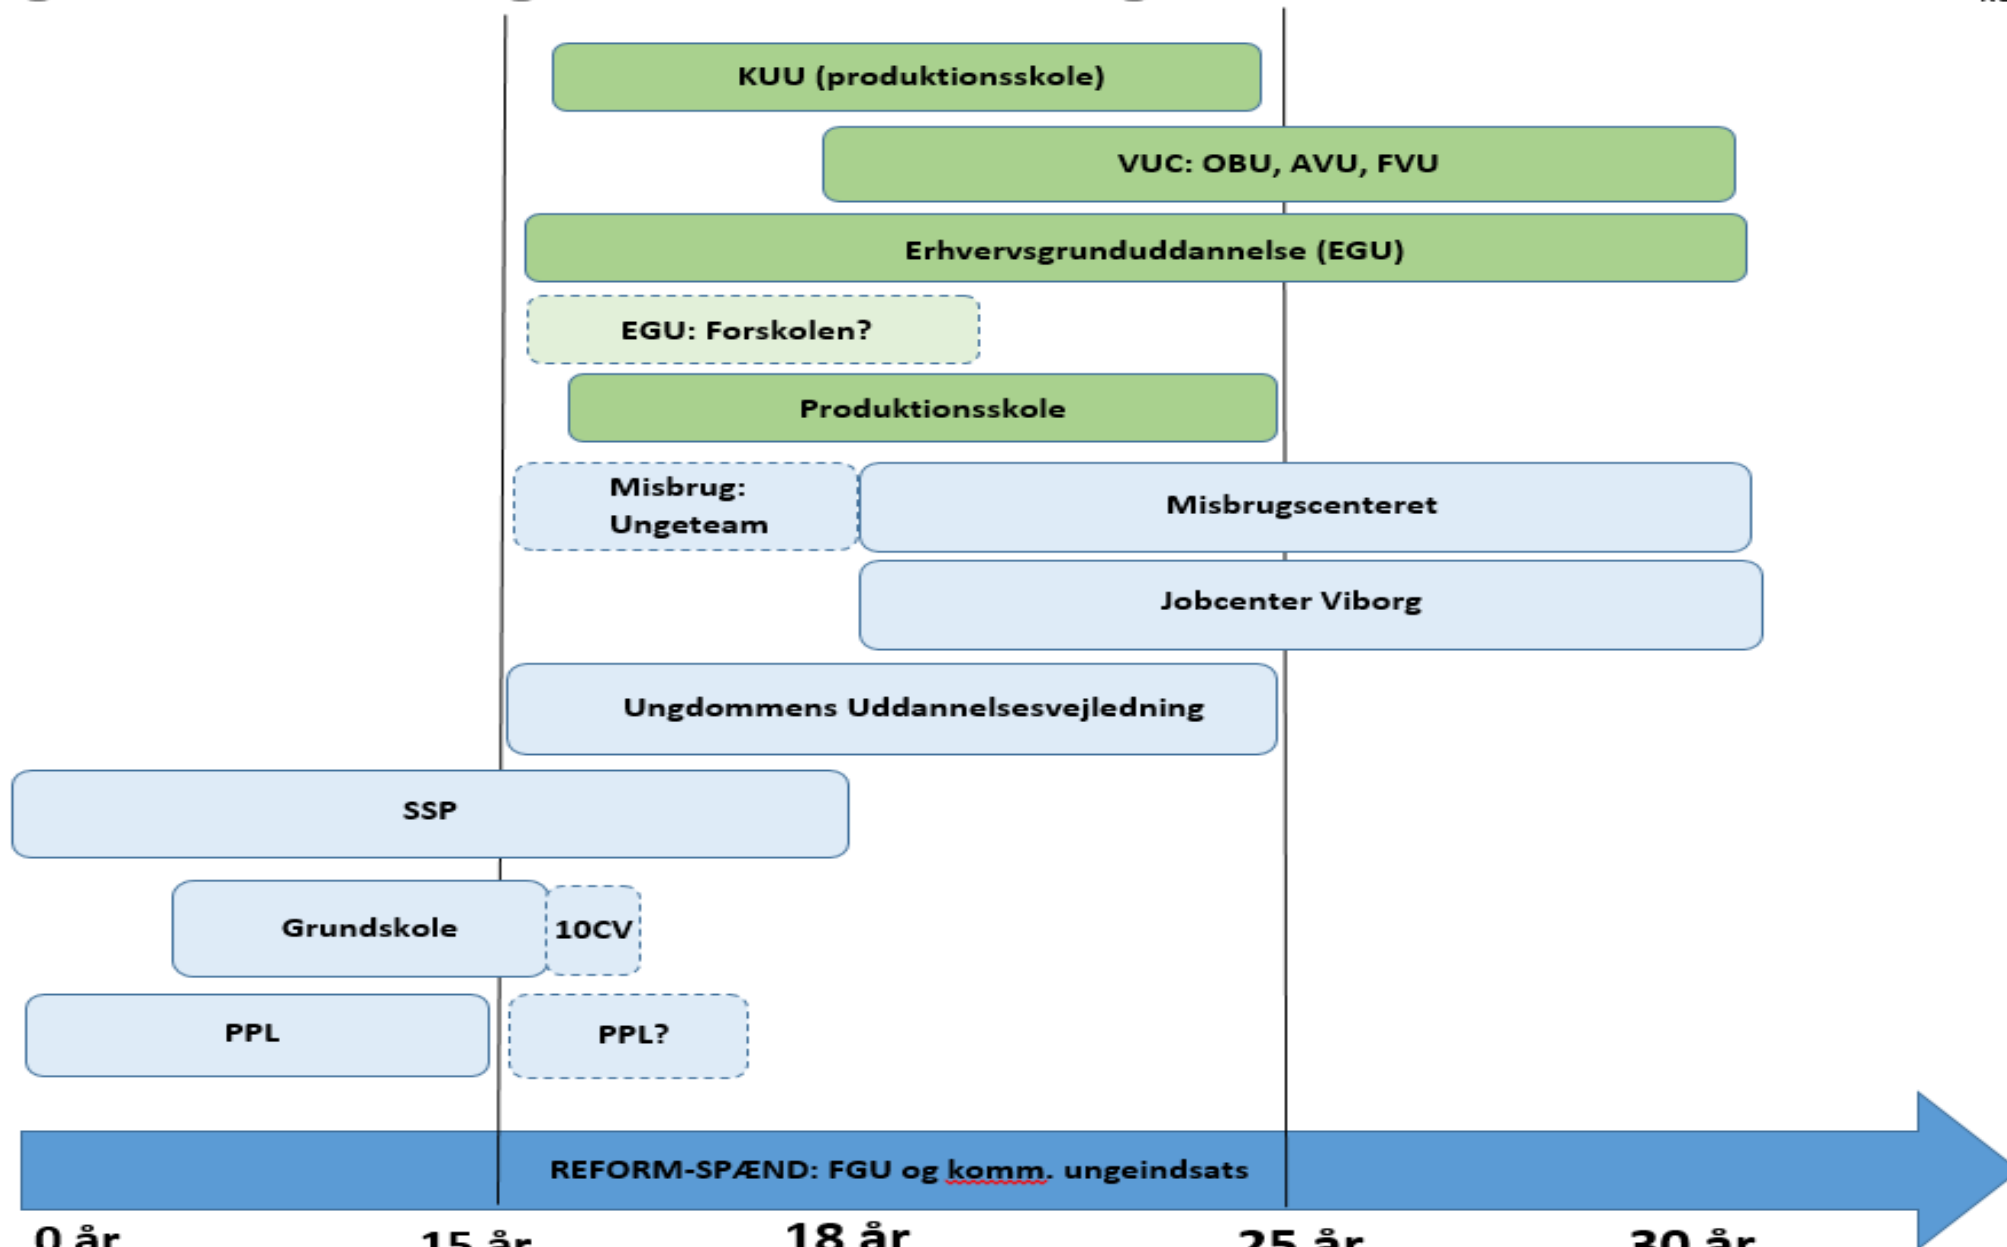 KUU (produktionsskole)
VUC: OBU, AVU, FVU
Erhvervsgrunduddannelse (EGU)
EGU: Forskolen?
Produktionsskole
Misbrug:
Ungeteam
Misbrugscenteret
Jobcenter Viborg
Ungdommens Uddannelsesvejledning
SSP
Grundskole
10CV
PPL
PPL?
REFORM-SPÆND: FGU og komm. ungeindsats
0 år
15 år
18 år
25 år
30 år